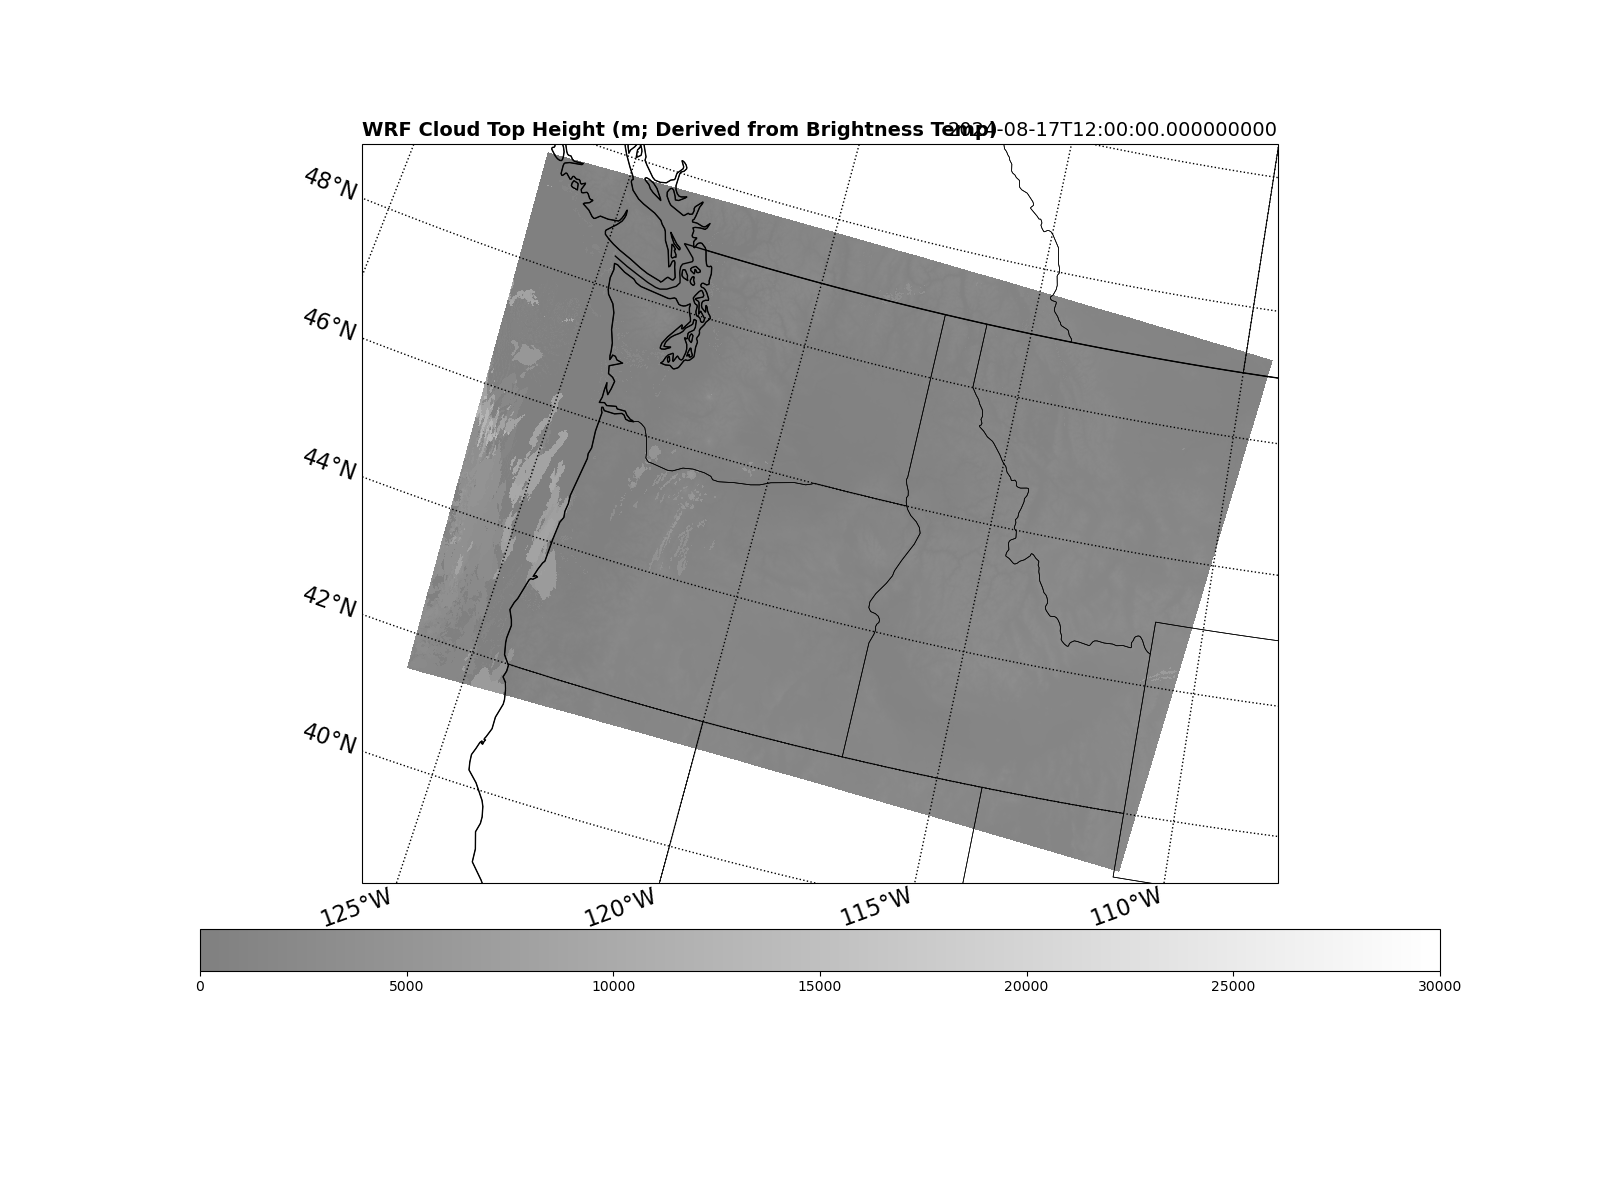 WRF Cloud Top Height (m; Derived from Brightness Temp) 2024-08-17T12:00:00.000000000
48°N
46°N
44°N
42°N
40°N
125°W 120°W 115°W 110°W
0 5000 10000 15000 20000 25000 30000